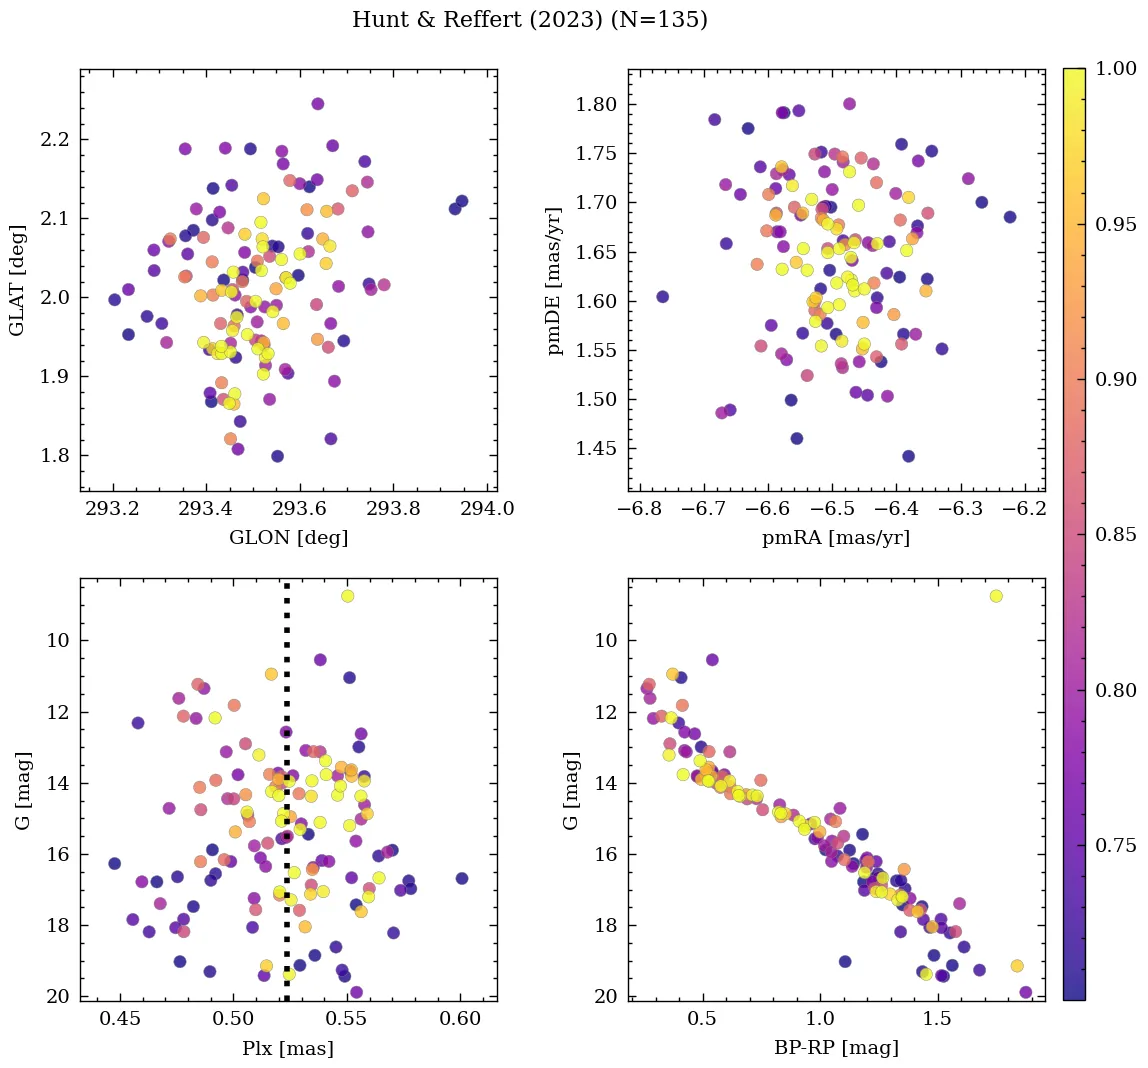 Hunt & Reffert (2023) (N=135)
2.2
2.1
2.0
1.9
1.8
GLAT [deg]
293.2 293.4 293.6 293.8 294.0
GLON [deg]
1.80
1.75
1.70
1.65
1.60
1.55
1.50
1.45
pmDE [mas/yr]
−6.8 −6.7 −6.6 −6.5 −6.4 −6.3 −6.2
pmRA [mas/yr]
10
12
14
16
18
20
G [mag]
0.45 0.50 0.55 0.60
Plx [mas]
10
12
14
16
18
20
G [mag]
0.5 1.0 1.5
BP-RP [mag]
1.00
0.95
0.90
0.85
0.80
0.75